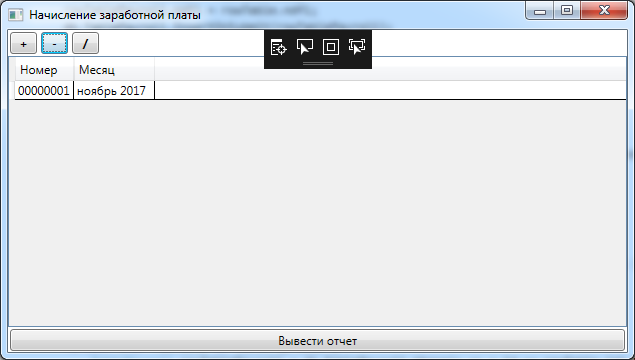 Начисление заработной платы
+ - /
Номер Месяц
00000001 ноябрь 2017
Вывести отчет